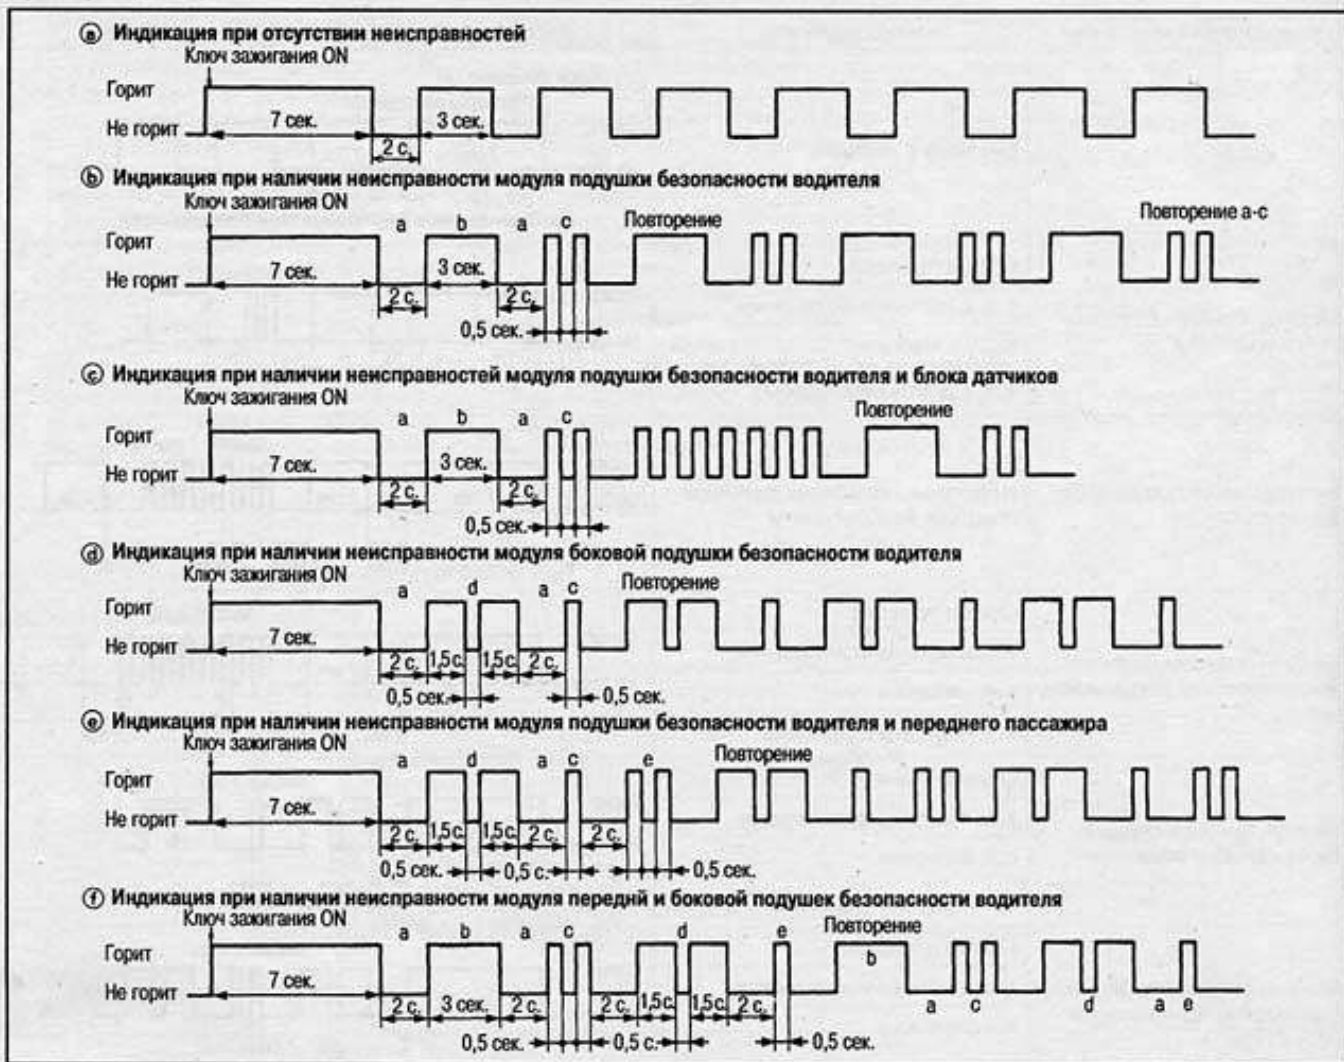 ⓐ Индикация при отсутствии неисправностей
Ключ зажигания ON
Горит
Не горит
7 сек.
3 сек.
2 с.
ⓑ Индикация при наличии неисправности модуля подушки безопасности водителя
Ключ зажигания ON
a b a c Повторение Повторение a-c
Горит
Не горит
7 сек. 3 сек.
2 с. 2 с.
0,5 сек.
ⓒ Индикация при наличии неисправностей модуля подушки безопасности водителя и блока датчиков
Ключ зажигания ON
a b a c Повторение
Горит
Не горит
7 сек. 3 сек.
2 с. 2 с.
0,5 сек.
ⓓ Индикация при наличии неисправности модуля боковой подушки безопасности водителя
Ключ зажигания ON
a d a c Повторение
Горит
Не горит
7 сек.
2 с. 1,5 с. 1,5 с. 2 с.
0,5 сек. 0,5 сек.
ⓔ Индикация при наличии неисправности модуля подушки безопасности водителя и переднего пассажира
Ключ зажигания ON
a d a c e Повторение
Горит
Не горит
7 сек.
2 с. 1,5 с. 1,5 с. 2 с. 2 с.
0,5 сек. 0,5 с. 0,5 сек.
ⓕ Индикация при наличии неисправности модуля переднй и боковой подушек безопасности водителя
Ключ зажигания ON
a b a c d e Повторение
Горит
b
Не горит
7 сек.
2 с. 3 сек. 2 с. 2 с. 1,5 с. 1,5 с. 2 с.
a c d a e
0,5 сек. 0,5 с. 0,5 сек.